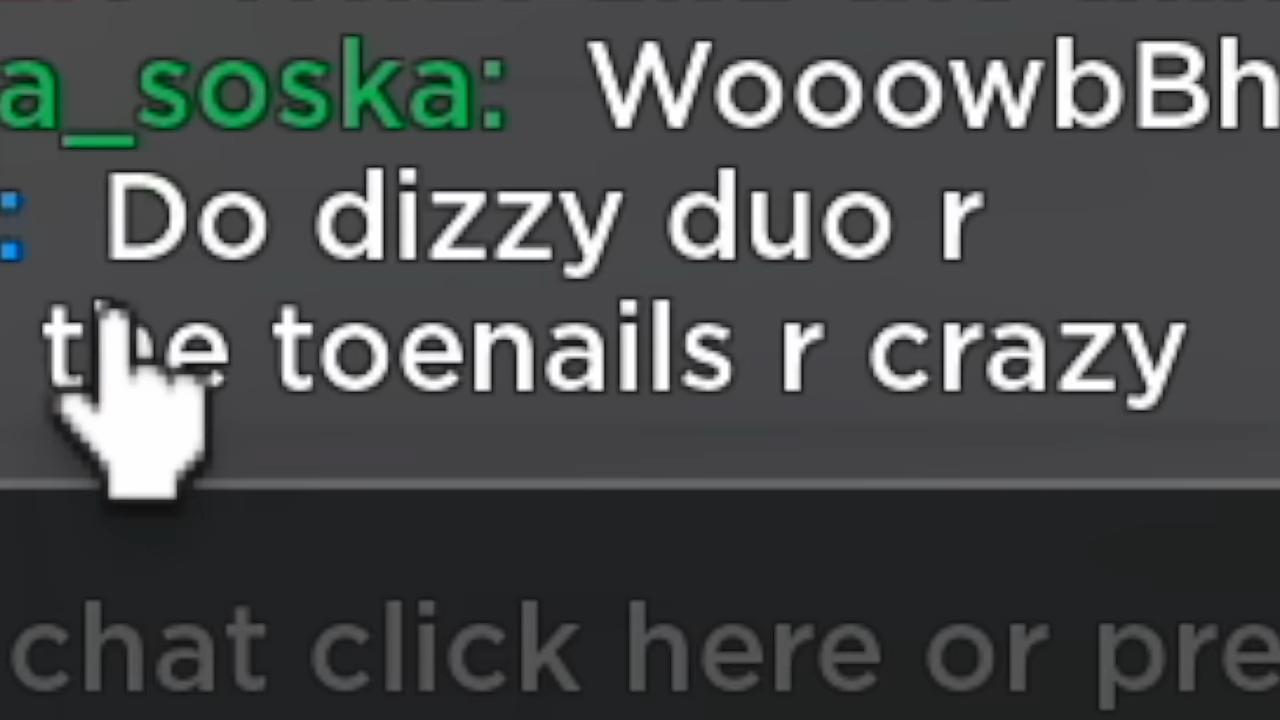 a_soska: WooowbBh
: Do dizzy duo r
the toenails r crazy
chat click here or pre